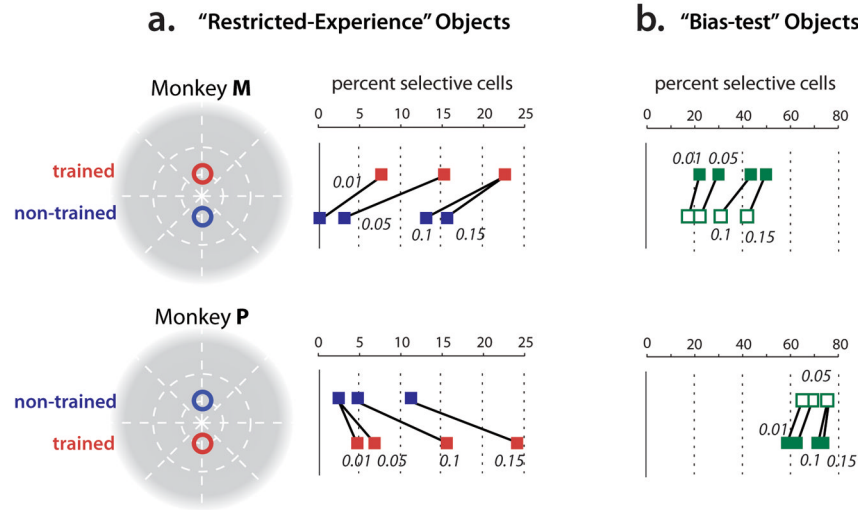 a. "Restricted-Experience" Objects
b. "Bias-test" Objects
Monkey M
percent selective cells
percent selective cells
0 5 10 15 20 25
0 20 40 60 80
trained
non-trained
0.01
0.05
0.1
0.15
0.01 0.05
0.1
0.15
Monkey P
0 5 10 15 20 25
0 20 40 60 80
non-trained
trained
0.01 0.05
0.1
0.15
0.05
0.01
0.1
0.15